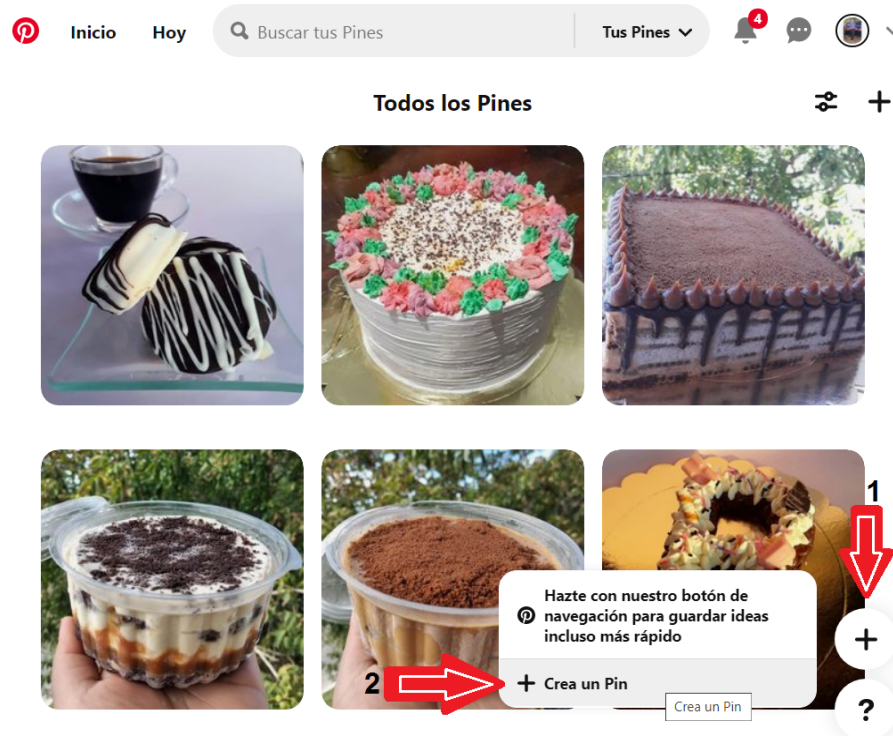 Inicio Hoy Buscar tus Pines Tus Pines 4
Todos los Pines
1
Hazte con nuestro botón de
navegación para guardar ideas
incluso más rápido
2 Crea un Pin
Crea un Pin
?